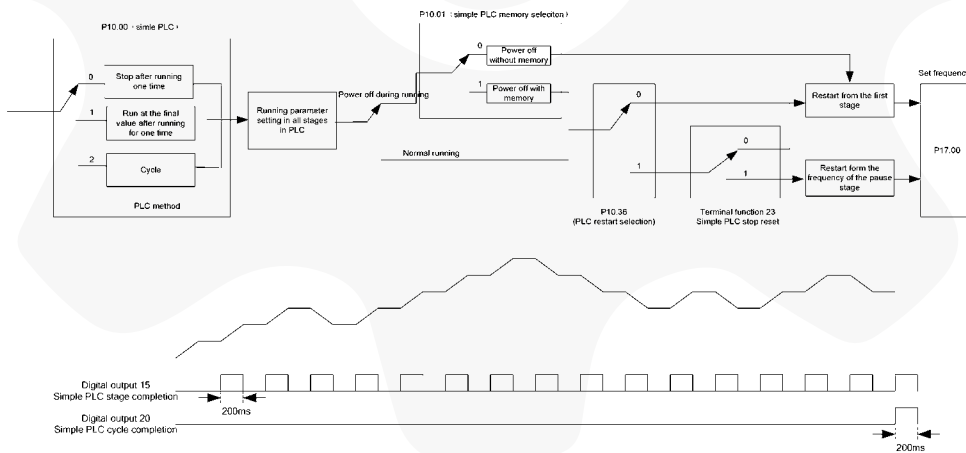 P10.00（simle PLC）
0
Stop after running
one time
1
Run at the final
value after running
for one time
2
Cycle
PLC method
Running parameter
setting in all stages
in PLC
Power off during running
P10.01（simple PLC memory seleciton）
0
Power off
without memory
1
Power off with
memory
Normal running
0
1
P10.36
(PLC restart selection)
0
1
Terminal function 23
Simple PLC stop reset
Restart from the first
stage
Restart form the
frequency of the pause
stage
Set frequency
P17.00
Digital output 15
Simple PLC stage completion
200ms
Digital output 20
Simple PLC cycle completion
200ms